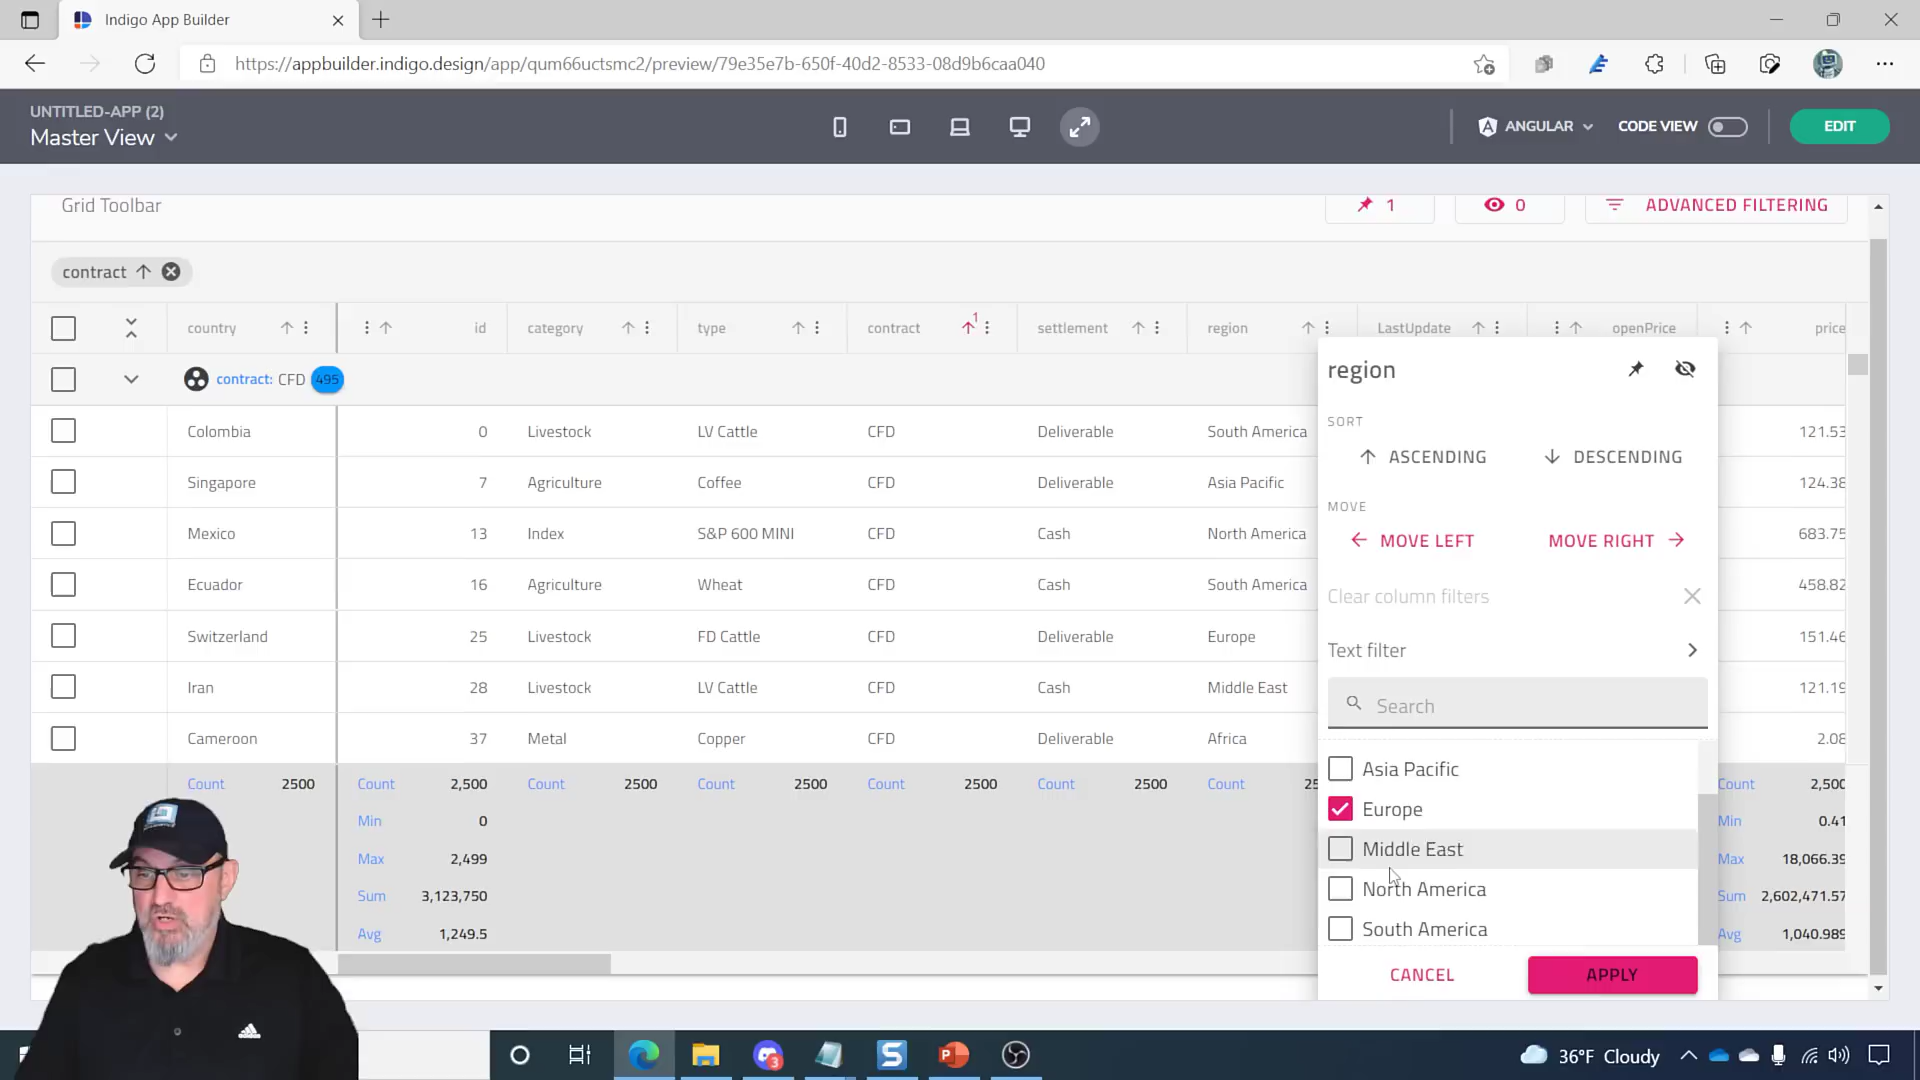 Indigo App Builder
https://appbuilder.indigo.design/app/qum66uctsmc2/preview/79e35e7b-650f-40d2-8533-08d9b6caa040
UNTITLED-APP (2)
Master View
ANGULAR
CODE VIEW
EDIT
Grid Toolbar
1
0
ADVANCED FILTERING
contract
country id category type contract 1 settlement region LastUpdate openPrice price
contract: CFD 495
Colombia 0 Livestock LV Cattle CFD Deliverable South America 121.53
Singapore 7 Agriculture Coffee CFD Deliverable Asia Pacific 124.38
Mexico 13 Index S&P 600 MINI CFD Cash North America 683.75
Ecuador 16 Agriculture Wheat CFD Cash South America 458.82
Switzerland 25 Livestock FD Cattle CFD Deliverable Europe 151.46
Iran 28 Livestock LV Cattle CFD Cash Middle East 121.19
Cameroon 37 Metal Copper CFD Deliverable Africa 2.08
Count 2500 Count 2,500 Count 2500 Count 2500 Count 2500 Count 2500 Count 25 Count 2,500
Min 0 Min 0.41
Max 2,499 Max 18,066.39
Sum 3,123,750 Sum 2,602,471.57
Avg 1,249.5 Avg 1,040.989
region
SORT
ASCENDING DESCENDING
MOVE
MOVE LEFT MOVE RIGHT
Clear column filters
Text filter
Search
Asia Pacific
Europe
Middle East
North America
South America
CANCEL APPLY
3
36°F Cloudy